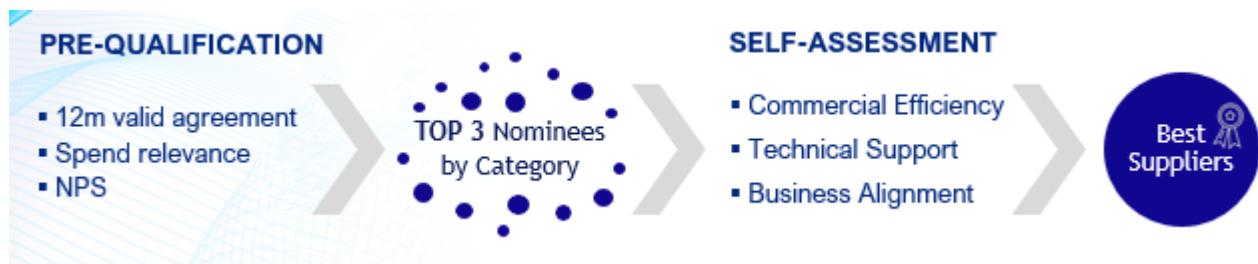 PRE-QUALIFICATION
▪ 12m valid agreement
▪ Spend relevance
▪ NPS
TOP 3 Nominees
by Category
SELF-ASSESSMENT
▪ Commercial Efficiency
▪ Technical Support
▪ Business Alignment
Best
Suppliers